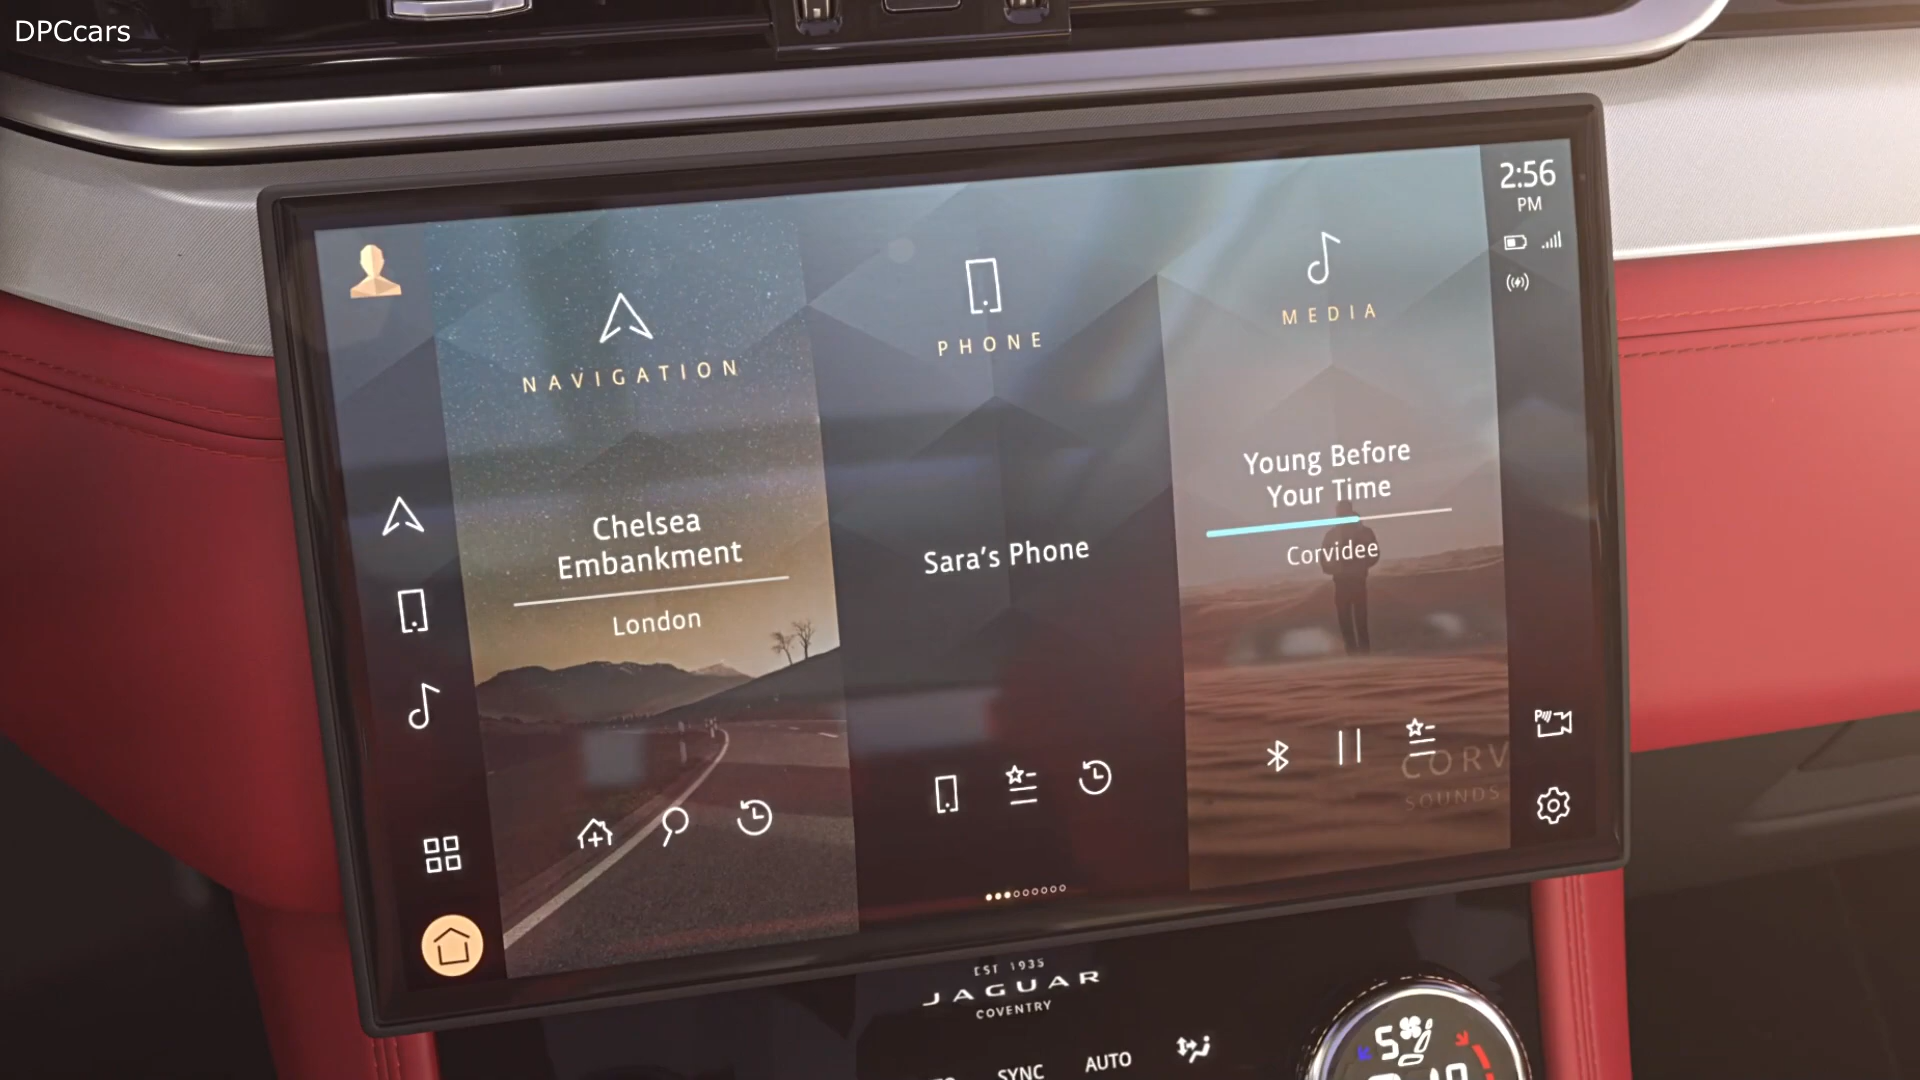 DPCcars
2:56
PM
NAVIGATION
PHONE
MEDIA
Chelsea
Embankment
London
Sara's Phone
Young Before
Your Time
Corvidee
CORV
SOUNDS
EST 1935
JAGUAR
COVENTRY
SYNC
AUTO
5